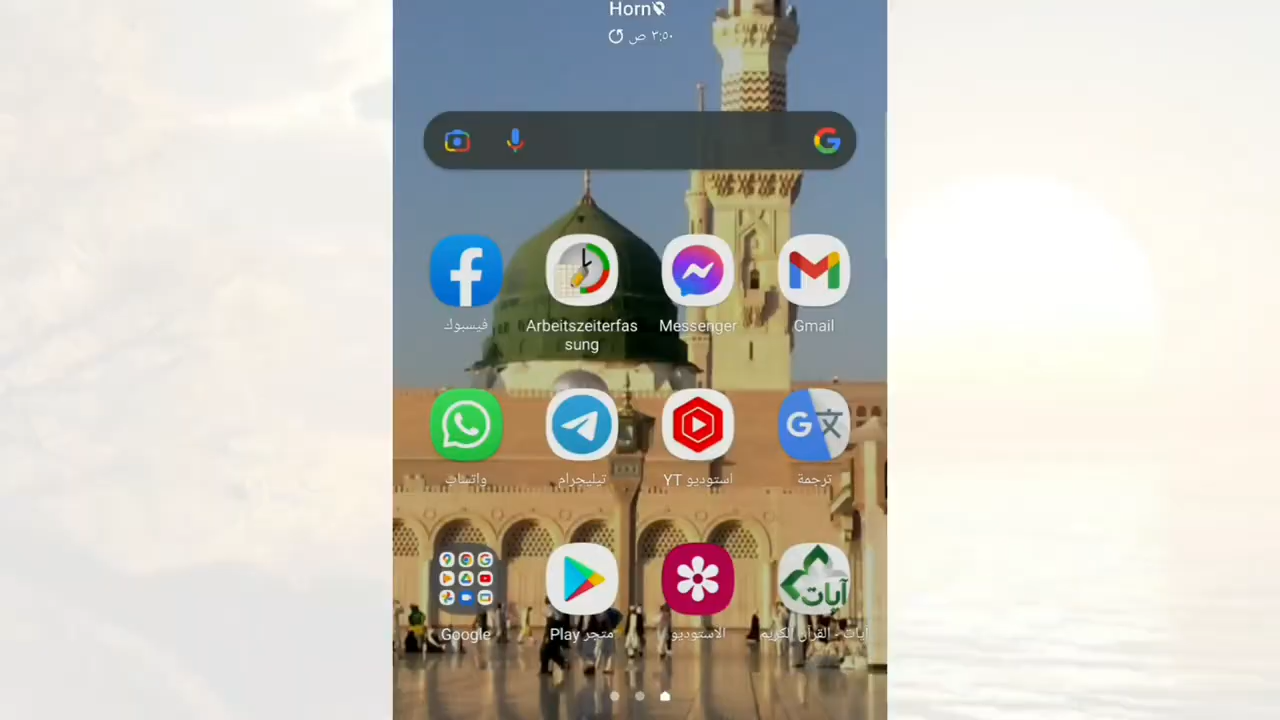 Horn
٣:٥٠ ص
فيسبوك
Arbeitszeiterfas
sung
Messenger
Gmail
واتساب
تيليجرام
استوديو YT
ترجمة
Google
متجر Play
الاستوديو
آيات - القرآن الكريم
آيات